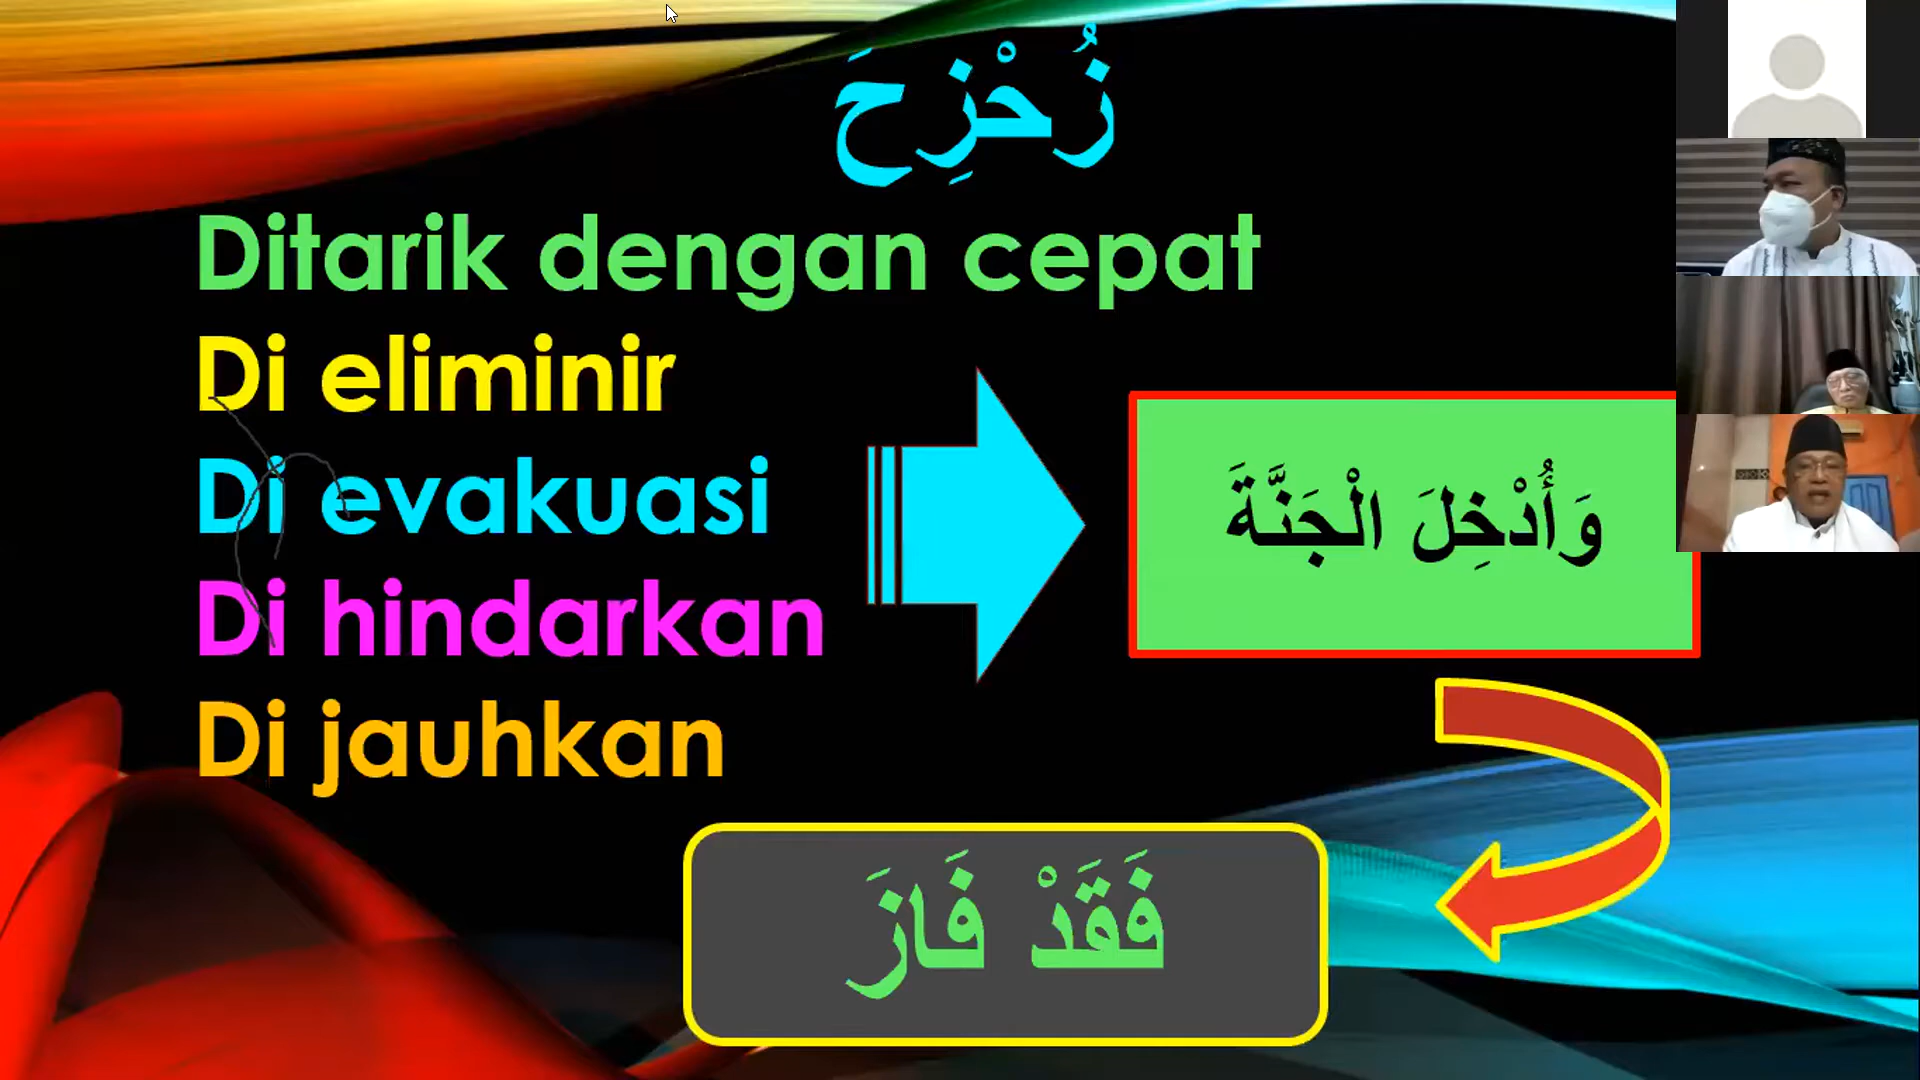 زُحْزِحَ
Ditarik dengan cepat
Di eliminir
Di evakuasi
Di hindarkan
Di jauhkan
وَأُدْخِلَ الْجَنَّةَ
فَقَدْ فَازَ